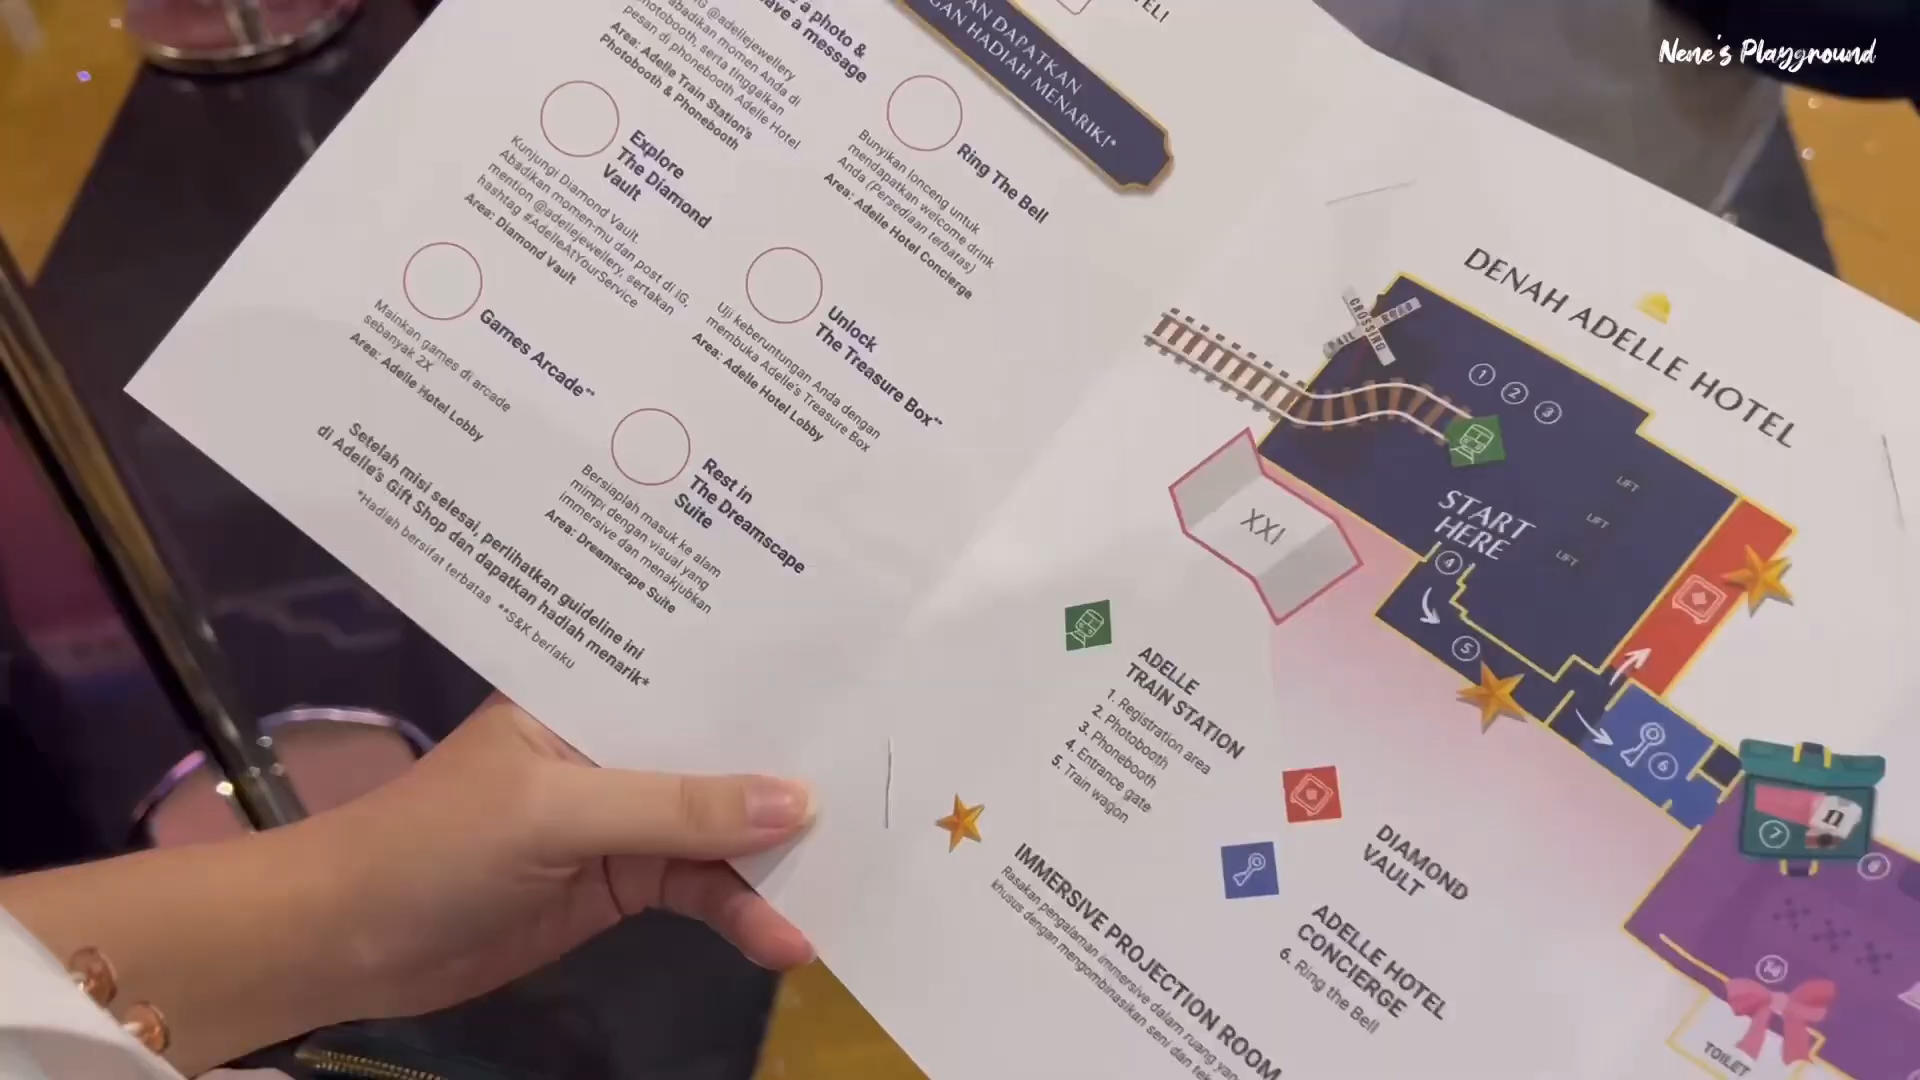 Nene's Playground
a photo &
ave a message
IG @adellejewellery
abadikan momen Anda di
photobooth, serta tinggalkan
pesan di phonebooth Adelle Hotel
Area: Adelle Train Station's
Photobooth & Phonebooth
Explore
The Diamond
Vault
Kunjungi Diamond Vault.
Abadikan momen-mu dan post di IG,
mention @adellejewellery, sertakan
hashtag #AdelleAtYourService
Area: Diamond Vault
Games Arcade**
Mainkan games di arcade
sebanyak 2X
Area: Adelle Hotel Lobby
DAPATKAN
HADIAH MENARIK!*
Ring The Bell
Bunyikan lonceng untuk
mendapatkan welcome drink
Anda (Persediaan terbatas)
Area: Adelle Hotel Concierge
Unlock
The Treasure Box**
Uji keberuntungan Anda dengan
membuka Adelle's Treasure Box
Area: Adelle Hotel Lobby
Rest in
The Dreamscape
Suite
Bersiaplah masuk ke alam
mimpi dengan visual yang
immersive dan menakjubkan
Area: Dreamscape Suite
Setelah misi selesai, perlihatkan guideline ini
di Adelle's Gift Shop dan dapatkan hadiah menarik*
*Hadiah bersifat terbatas **S&K berlaku
DENAH ADELLE HOTEL
RAIL ROAD
CROSSING
1 2 3
LIFT
LIFT
LIFT
START
HERE
4
5
6
7
8
n
XXI
TOILET
ADELLE
TRAIN STATION
1. Registration area
2. Photobooth
3. Phonebooth
4. Entrance gate
5. Train wagon
DIAMOND
VAULT
ADELLE HOTEL
CONCIERGE
6. Ring the Bell
IMMERSIVE PROJECTION ROOM
Rasakan pengalaman immersive dalam ruang yang
khusus dengan mengombinasikan seni dan